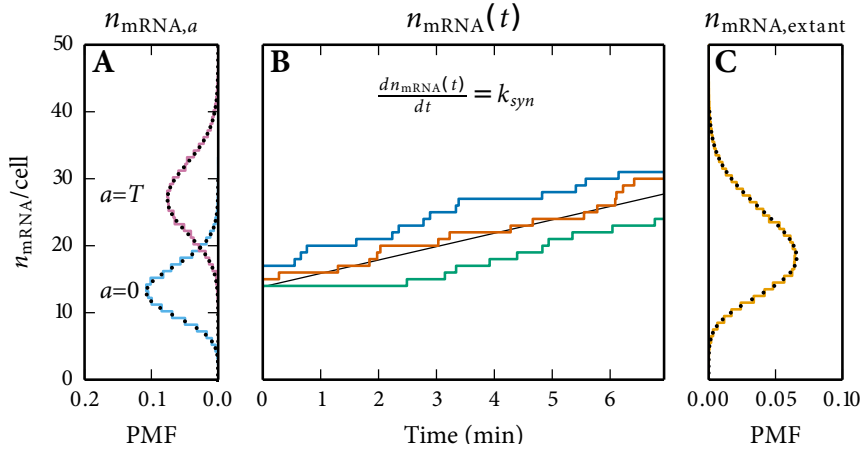 n_mRNA,a
n_mRNA(t)
n_mRNA,extant
A
B
C
dn_mRNA(t)/dt = k_syn
n_mRNA/cell
50
40
30
20
10
0
a=T
a=0
0.2 0.1 0.0
0 1 2 3 4 5 6
0.00 0.05 0.10
PMF
Time (min)
PMF